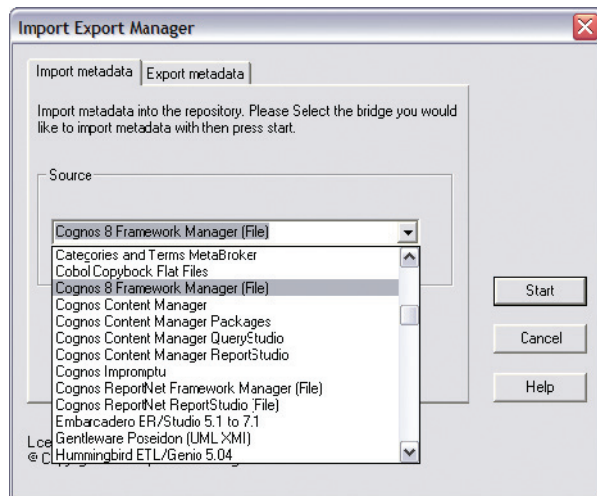 Import Export Manager
Import metadata
Export metadata
Import metadata into the repository. Please Select the bridge you would
like to import metadata with then press start.
Source
Cognos 8 Framework Manager (File)
Categories and Terms MetaBroker
Cobol Copybock Flat Files
Cognos 8 Framework Manager (File)
Cognos Content Manager
Cognos Content Manager Packages
Cognos Content Manager QueryStudio
Cognos Content Manager ReportStudio
Cognos Impromptu
Cognos ReportNet Framework Manager (File)
Cognos ReportNet ReportStudio (File)
Embarcadero ER/Studio 5.1 to 7.1
Gentleware Poseidon (UML XMI)
Hummingbird ETL/Genio 5.04
Start
Cancel
Help